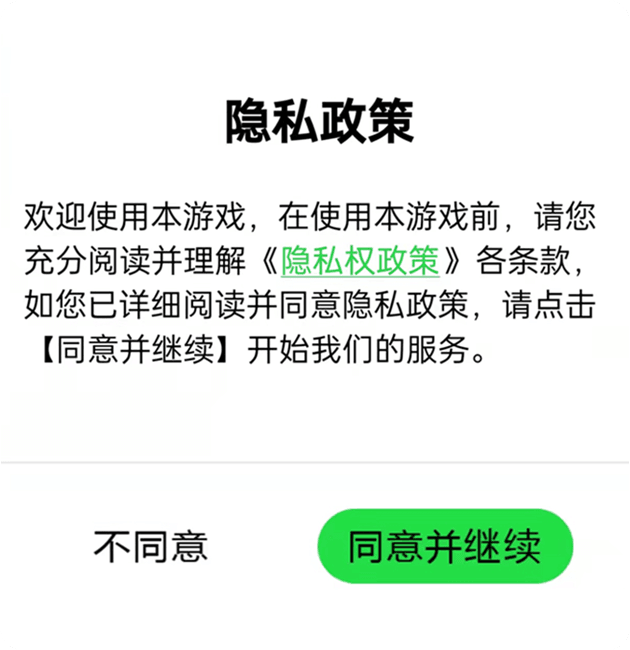 隐私政策
欢迎使用本游戏，在使用本游戏前，请您
充分阅读并理解《隐私权政策》各条款，
如您已详细阅读并同意隐私政策，请点击
【同意并继续】开始我们的服务。
不同意
同意并继续